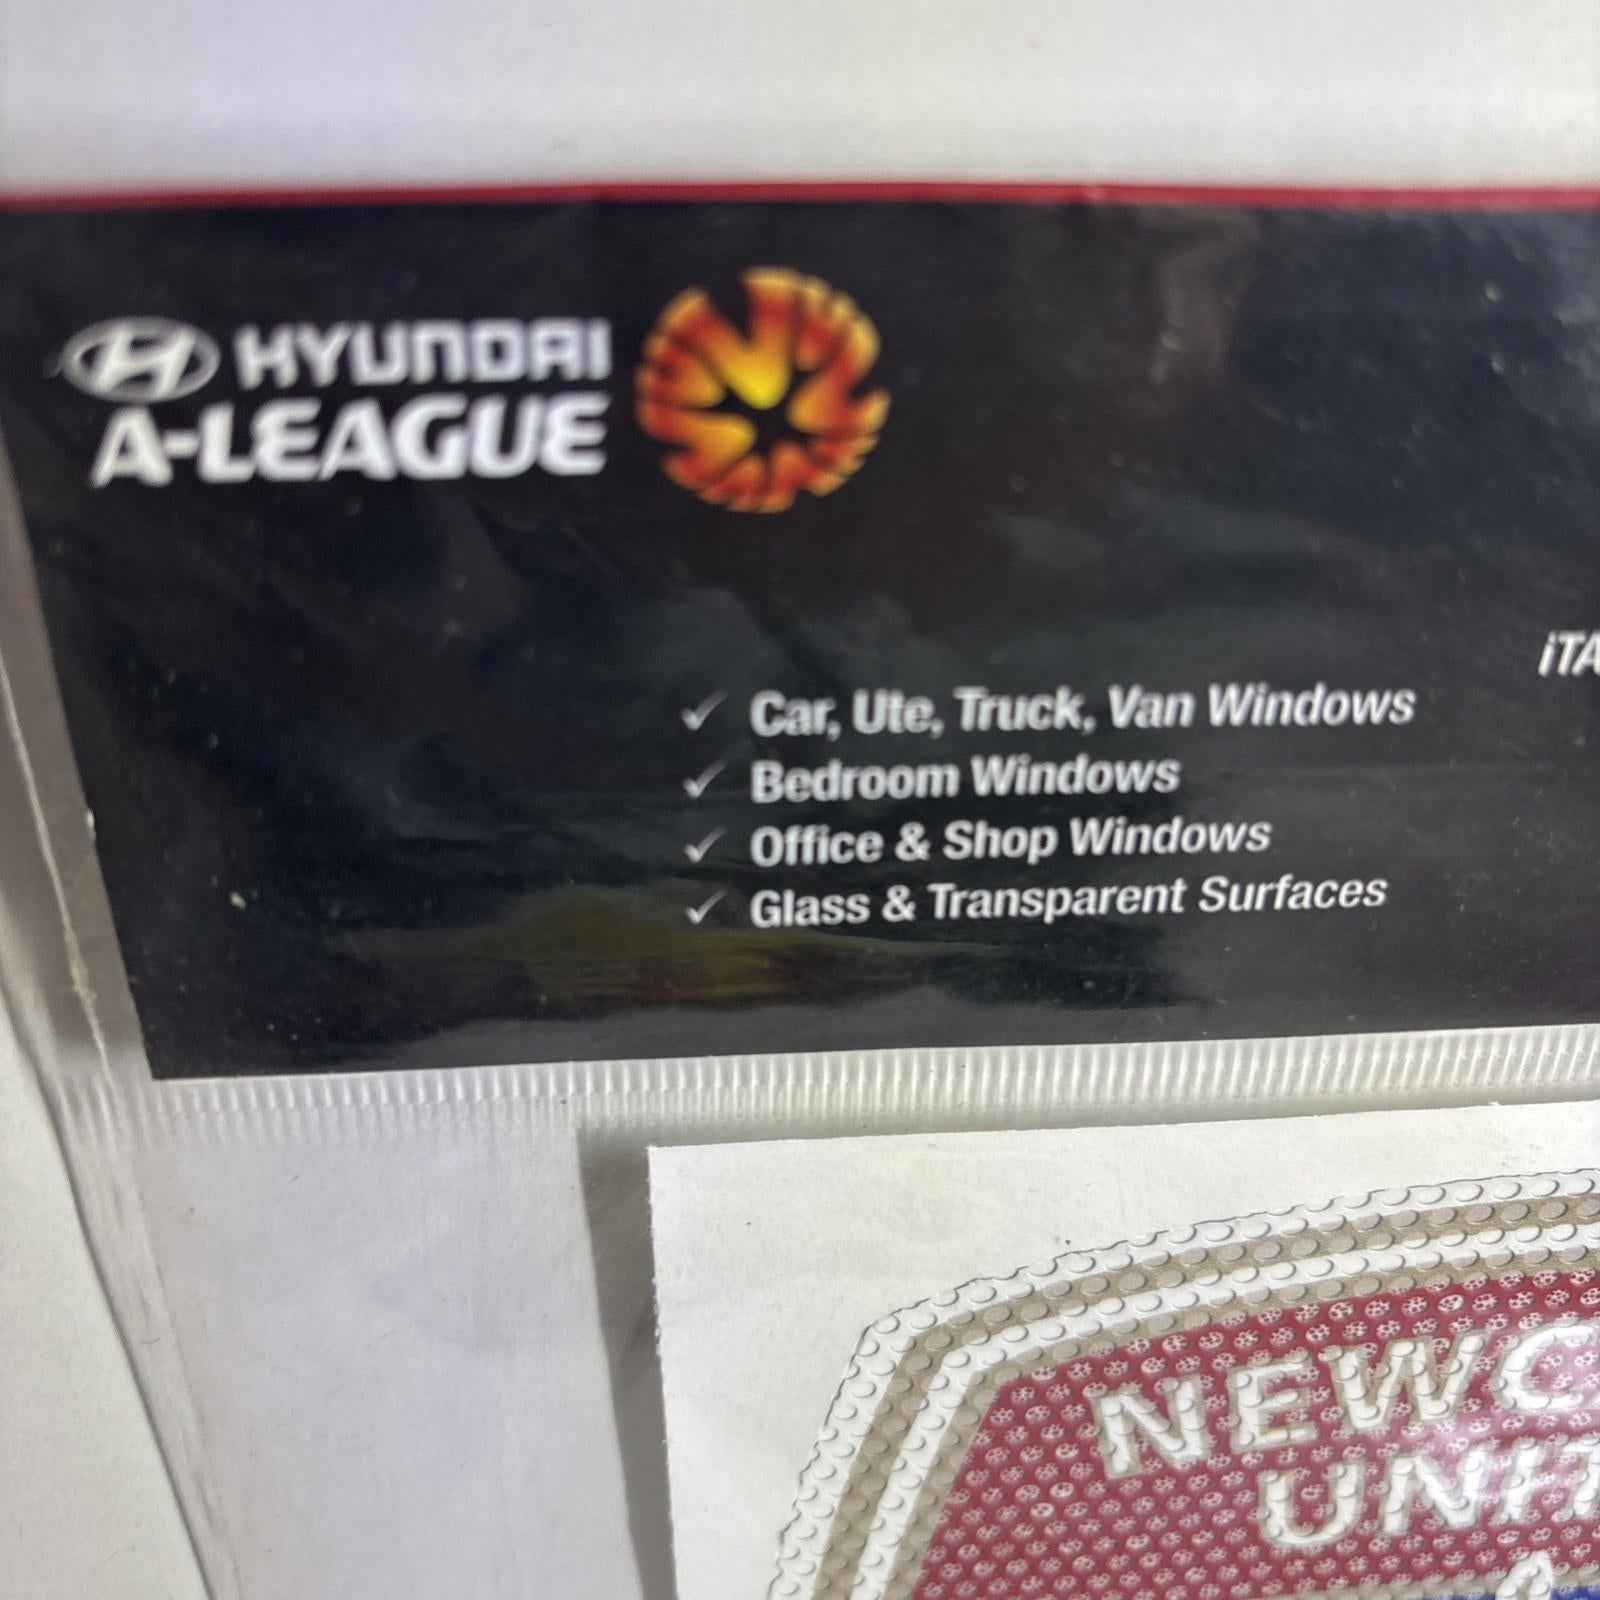 HYUNDAI
A-LEAGUE
iTA
✓ Car, Ute, Truck, Van Windows
✓ Bedroom Windows
✓ Office & Shop Windows
✓ Glass & Transparent Surfaces
NEWC
UNIT